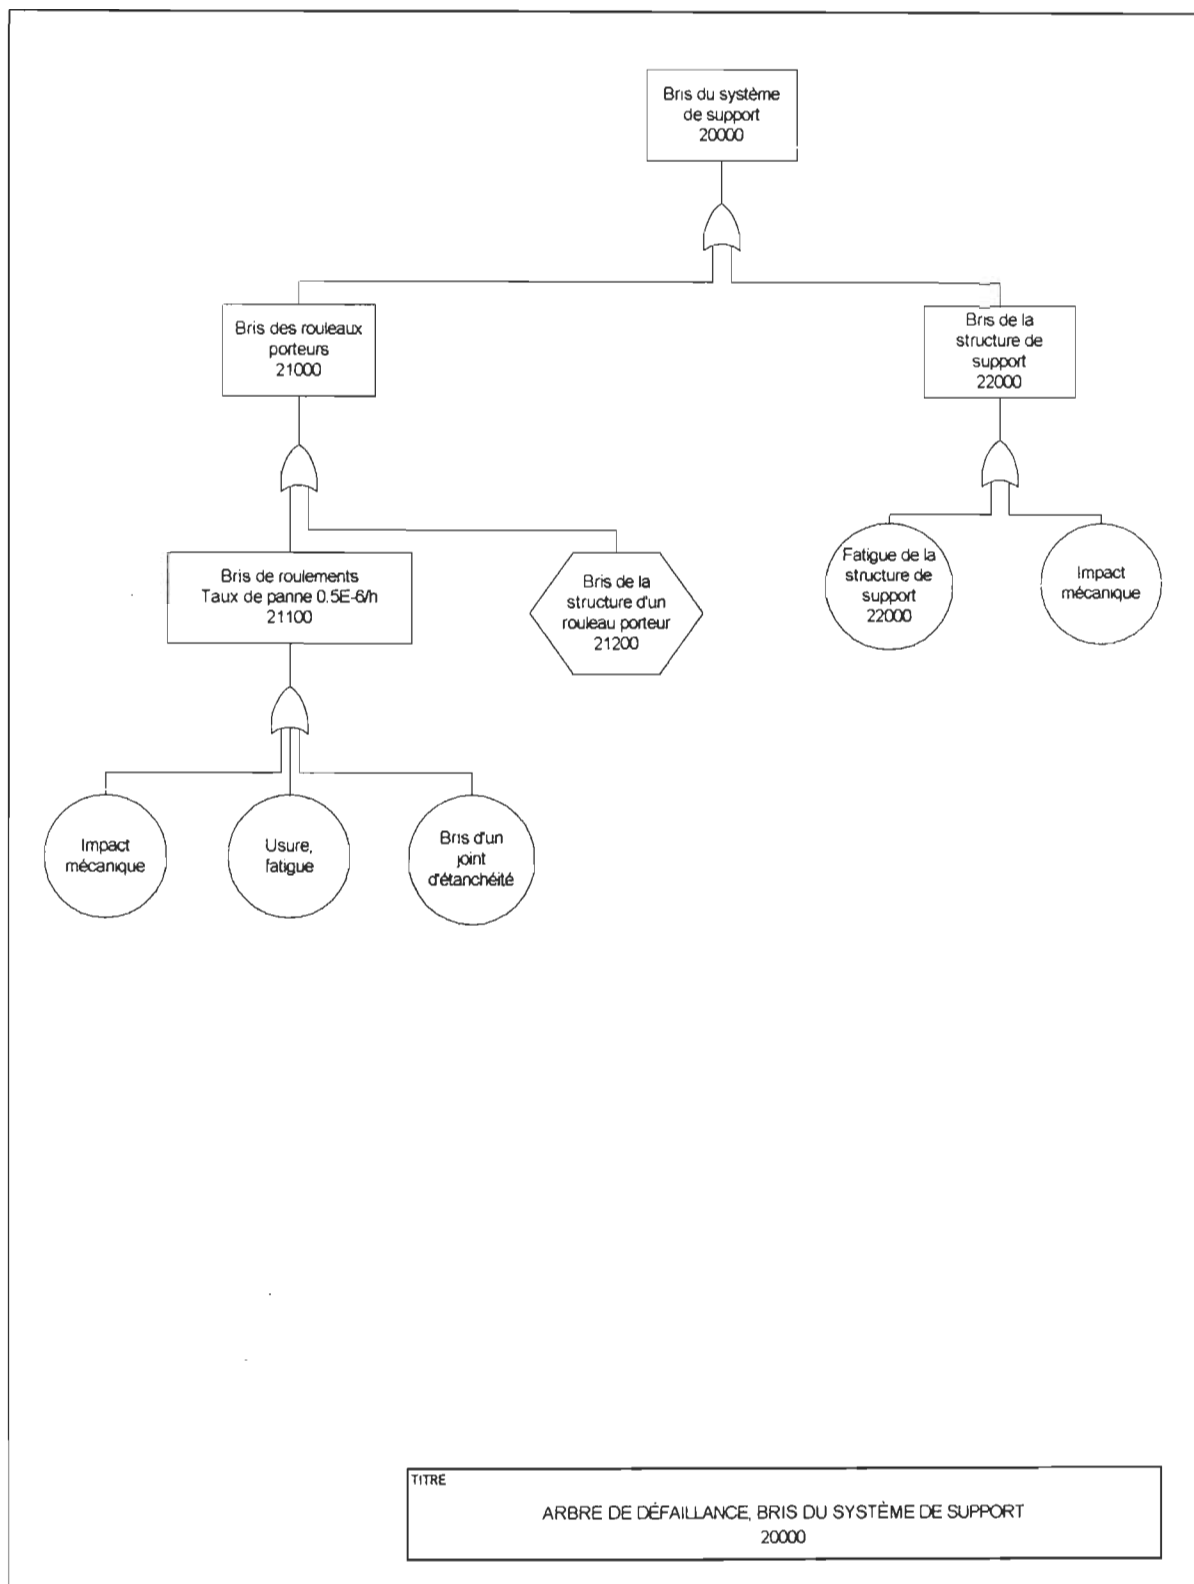 Bris du système
de support
20000
Bris des rouleaux
porteurs
21000
Bris de la
structure de
support
22000
Bris de roulements
Taux de panne 0.5E-6/h
21100
Bris de la
structure d'un
rouleau porteur
21200
Fatigue de la
structure de
support
22000
Impact
mécanique
Impact
mécanique
Usure,
fatigue
Bris d'un
joint
d'étanchéité
TITRE
ARBRE DE DÉFAILLANCE, BRIS DU SYSTÈME DE SUPPORT
20000